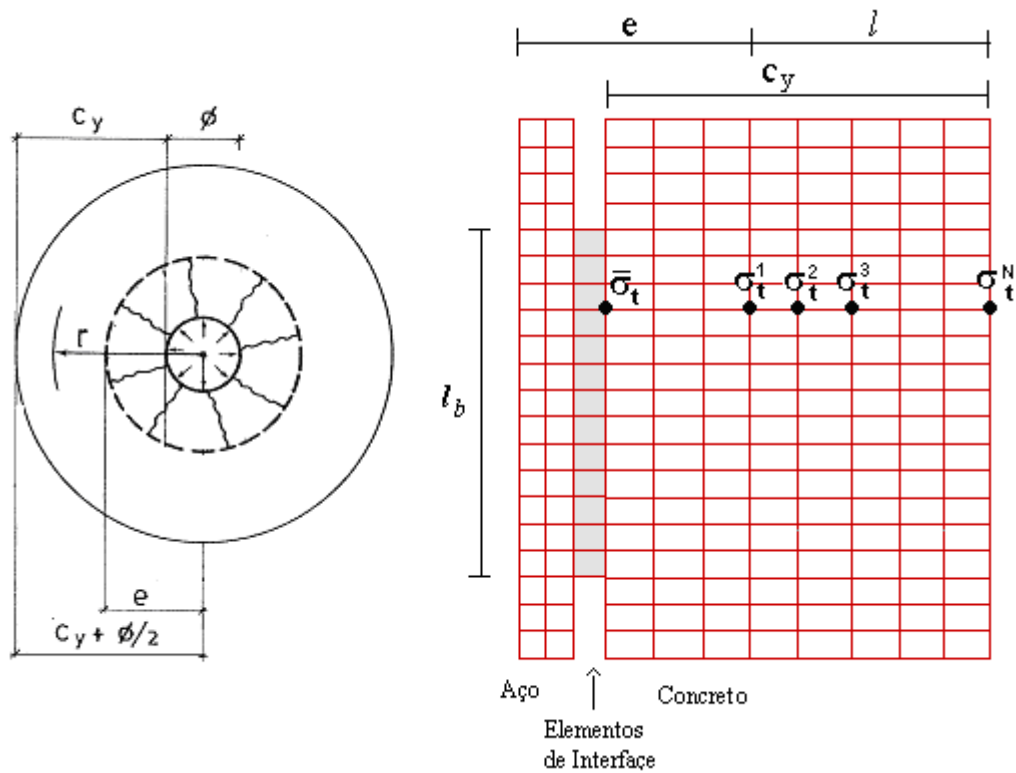 c_y
ø
r
e
c_y + ø/2
e
l
c_y
σ̄_t
σ_t^1
σ_t^2
σ_t^3
σ_t^N
l_b
Aço
Concreto
Elementos
de Interface